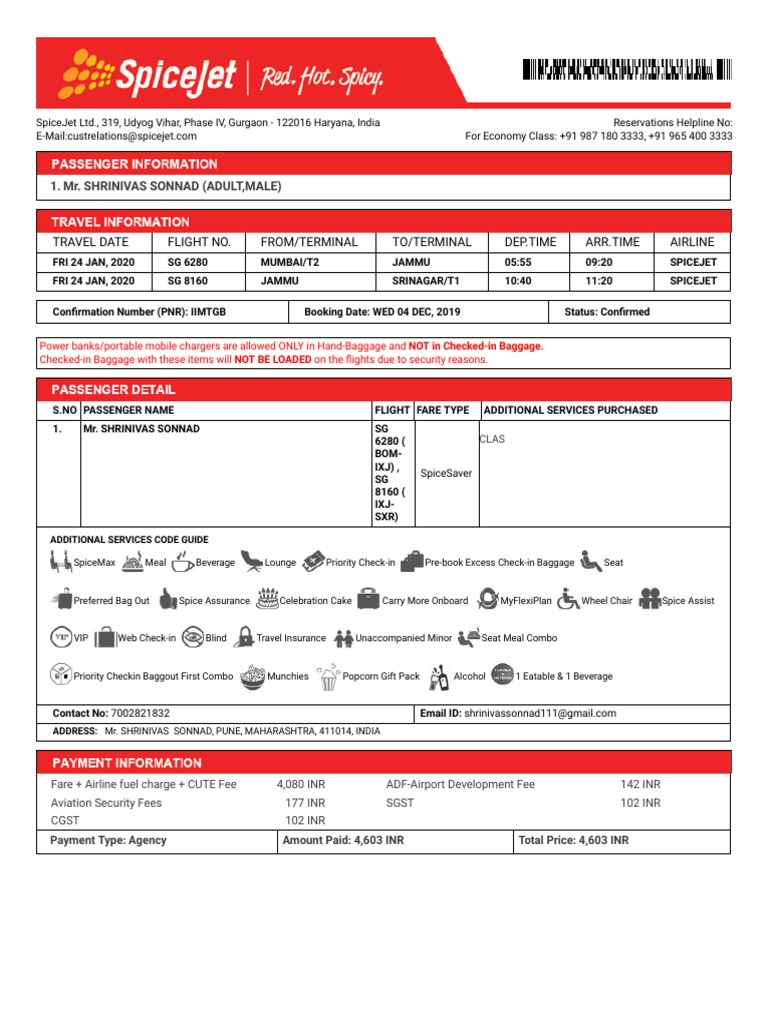 SpiceJet | Red. Hot. Spicy.
SpiceJet Ltd., 319, Udyog Vihar, Phase IV, Gurgaon - 122016 Haryana, India
E-Mail:custrelations@spicejet.com
Reservations Helpline No:
For Economy Class: +91 987 180 3333, +91 965 400 3333
PASSENGER INFORMATION
1. Mr. SHRINIVAS SONNAD (ADULT,MALE)
TRAVEL INFORMATION
TRAVEL DATE FLIGHT NO. FROM/TERMINAL TO/TERMINAL DEP.TIME ARR.TIME AIRLINE
FRI 24 JAN, 2020 SG 6280 MUMBAI/T2 JAMMU 05:55 09:20 SPICEJET
FRI 24 JAN, 2020 SG 8160 JAMMU SRINAGAR/T1 10:40 11:20 SPICEJET
Confirmation Number (PNR): IIMTGB Booking Date: WED 04 DEC, 2019 Status: Confirmed
Power banks/portable mobile chargers are allowed ONLY in Hand-Baggage and NOT in Checked-in Baggage.
Checked-in Baggage with these items will NOT BE LOADED on the flights due to security reasons.
PASSENGER DETAIL
S.NO PASSENGER NAME FLIGHT FARE TYPE ADDITIONAL SERVICES PURCHASED
1. Mr. SHRINIVAS SONNAD
SG
6280 (
BOM-
IXJ) ,
SG
8160 (
IXJ-
SXR)
SpiceSaver
CLAS
ADDITIONAL SERVICES CODE GUIDE
SpiceMax Meal Beverage Lounge Priority Check-in Pre-book Excess Check-in Baggage Seat
Preferred Bag Out Spice Assurance Celebration Cake Carry More Onboard MyFlexiPlan Wheel Chair Spice Assist
VIP VIP Web Check-in Blind Travel Insurance Unaccompanied Minor Seat Meal Combo
Priority Checkin Baggout First Combo Munchies Popcorn Gift Pack Alcohol 1 Eatable & 1 Beverage
Contact No: 7002821832 Email ID: shrinivassonnad111@gmail.com
ADDRESS: Mr. SHRINIVAS SONNAD, PUNE, MAHARASHTRA, 411014, INDIA
PAYMENT INFORMATION
Fare + Airline fuel charge + CUTE Fee 4,080 INR ADF-Airport Development Fee 142 INR
Aviation Security Fees 177 INR SGST 102 INR
CGST 102 INR
Payment Type: Agency Amount Paid: 4,603 INR Total Price: 4,603 INR